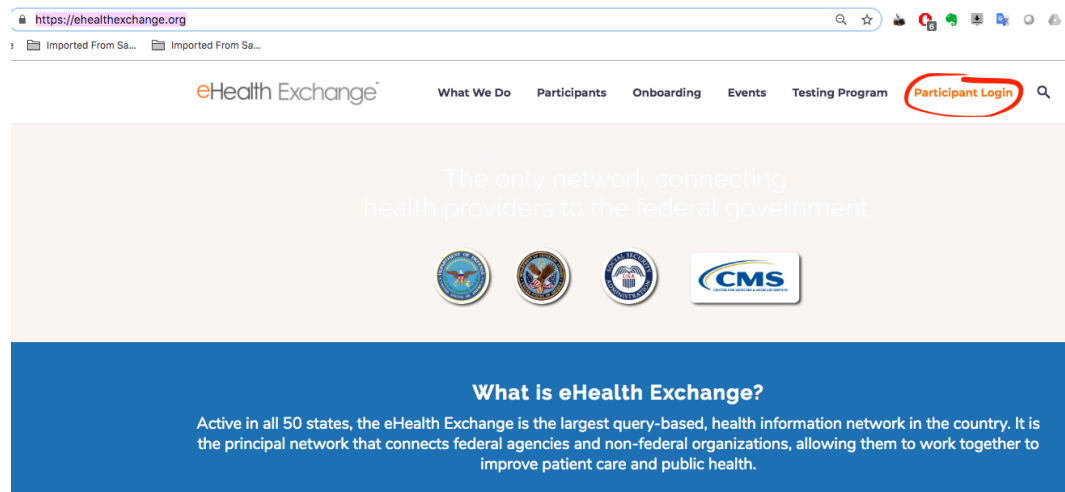 https://ehealthexchange.org
Imported From Sa... Imported From Sa...
eHealth Exchange™ What We Do Participants Onboarding Events Testing Program Participant Login
The only network connecting
health providers to the federal government.
CMS
What is eHealth Exchange?
Active in all 50 states, the eHealth Exchange is the largest query-based, health information network in the country. It is
the principal network that connects federal agencies and non-federal organizations, allowing them to work together to
improve patient care and public health.